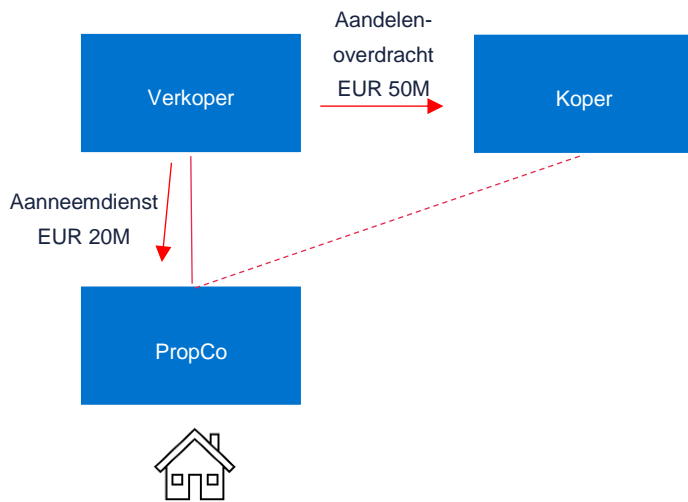 Aandelen-
overdracht
EUR 50M
Verkoper
Koper
Aanneemdienst
EUR 20M
PropCo